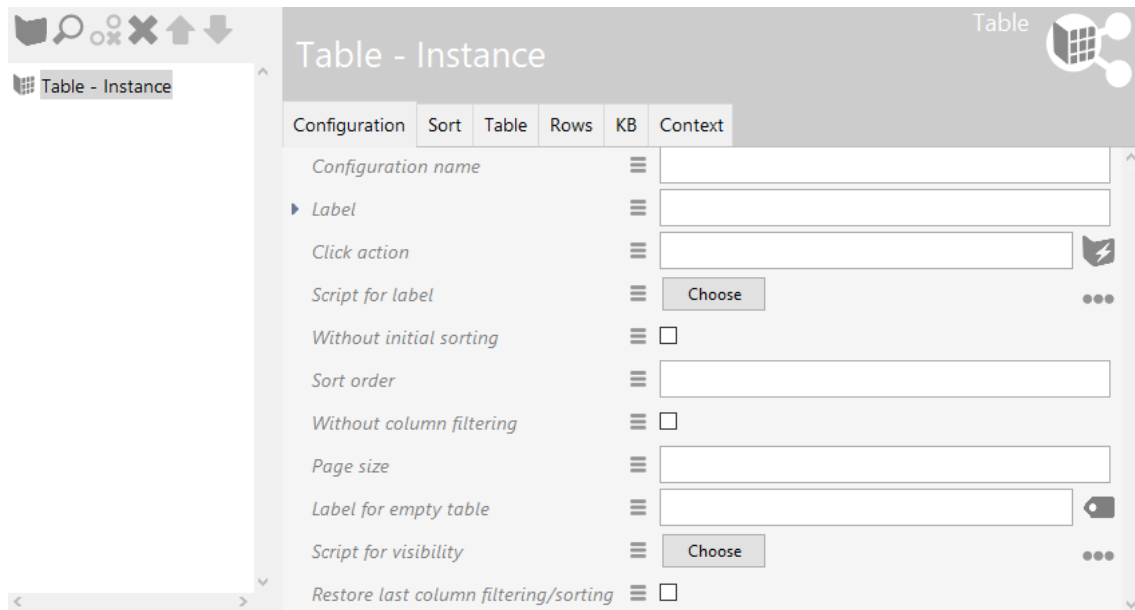 Table
Table - Instance
Table - Instance
Configuration Sort Table Rows KB Context
Configuration name
Label
Click action
Script for label Choose
Without initial sorting
Sort order
Without column filtering
Page size
Label for empty table
Script for visibility Choose
Restore last column filtering/sorting